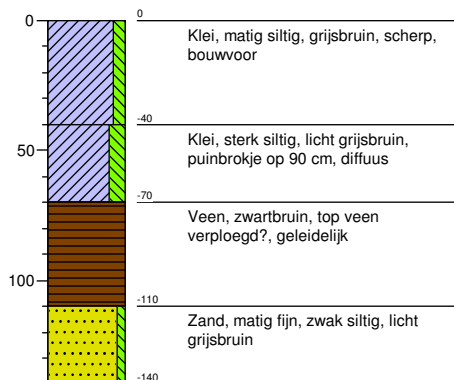 0
0
Klei, matig siltig, grijsbruin, scherp,
bouwvoor
-40
Klei, sterk siltig, licht grijsbruin,
puinbrokje op 90 cm, diffuus
50
-70
Veen, zwartbruin, top veen
verploegd?, geleidelijk
100
-110
Zand, matig fijn, zwak siltig, licht
grijsbruin
-140